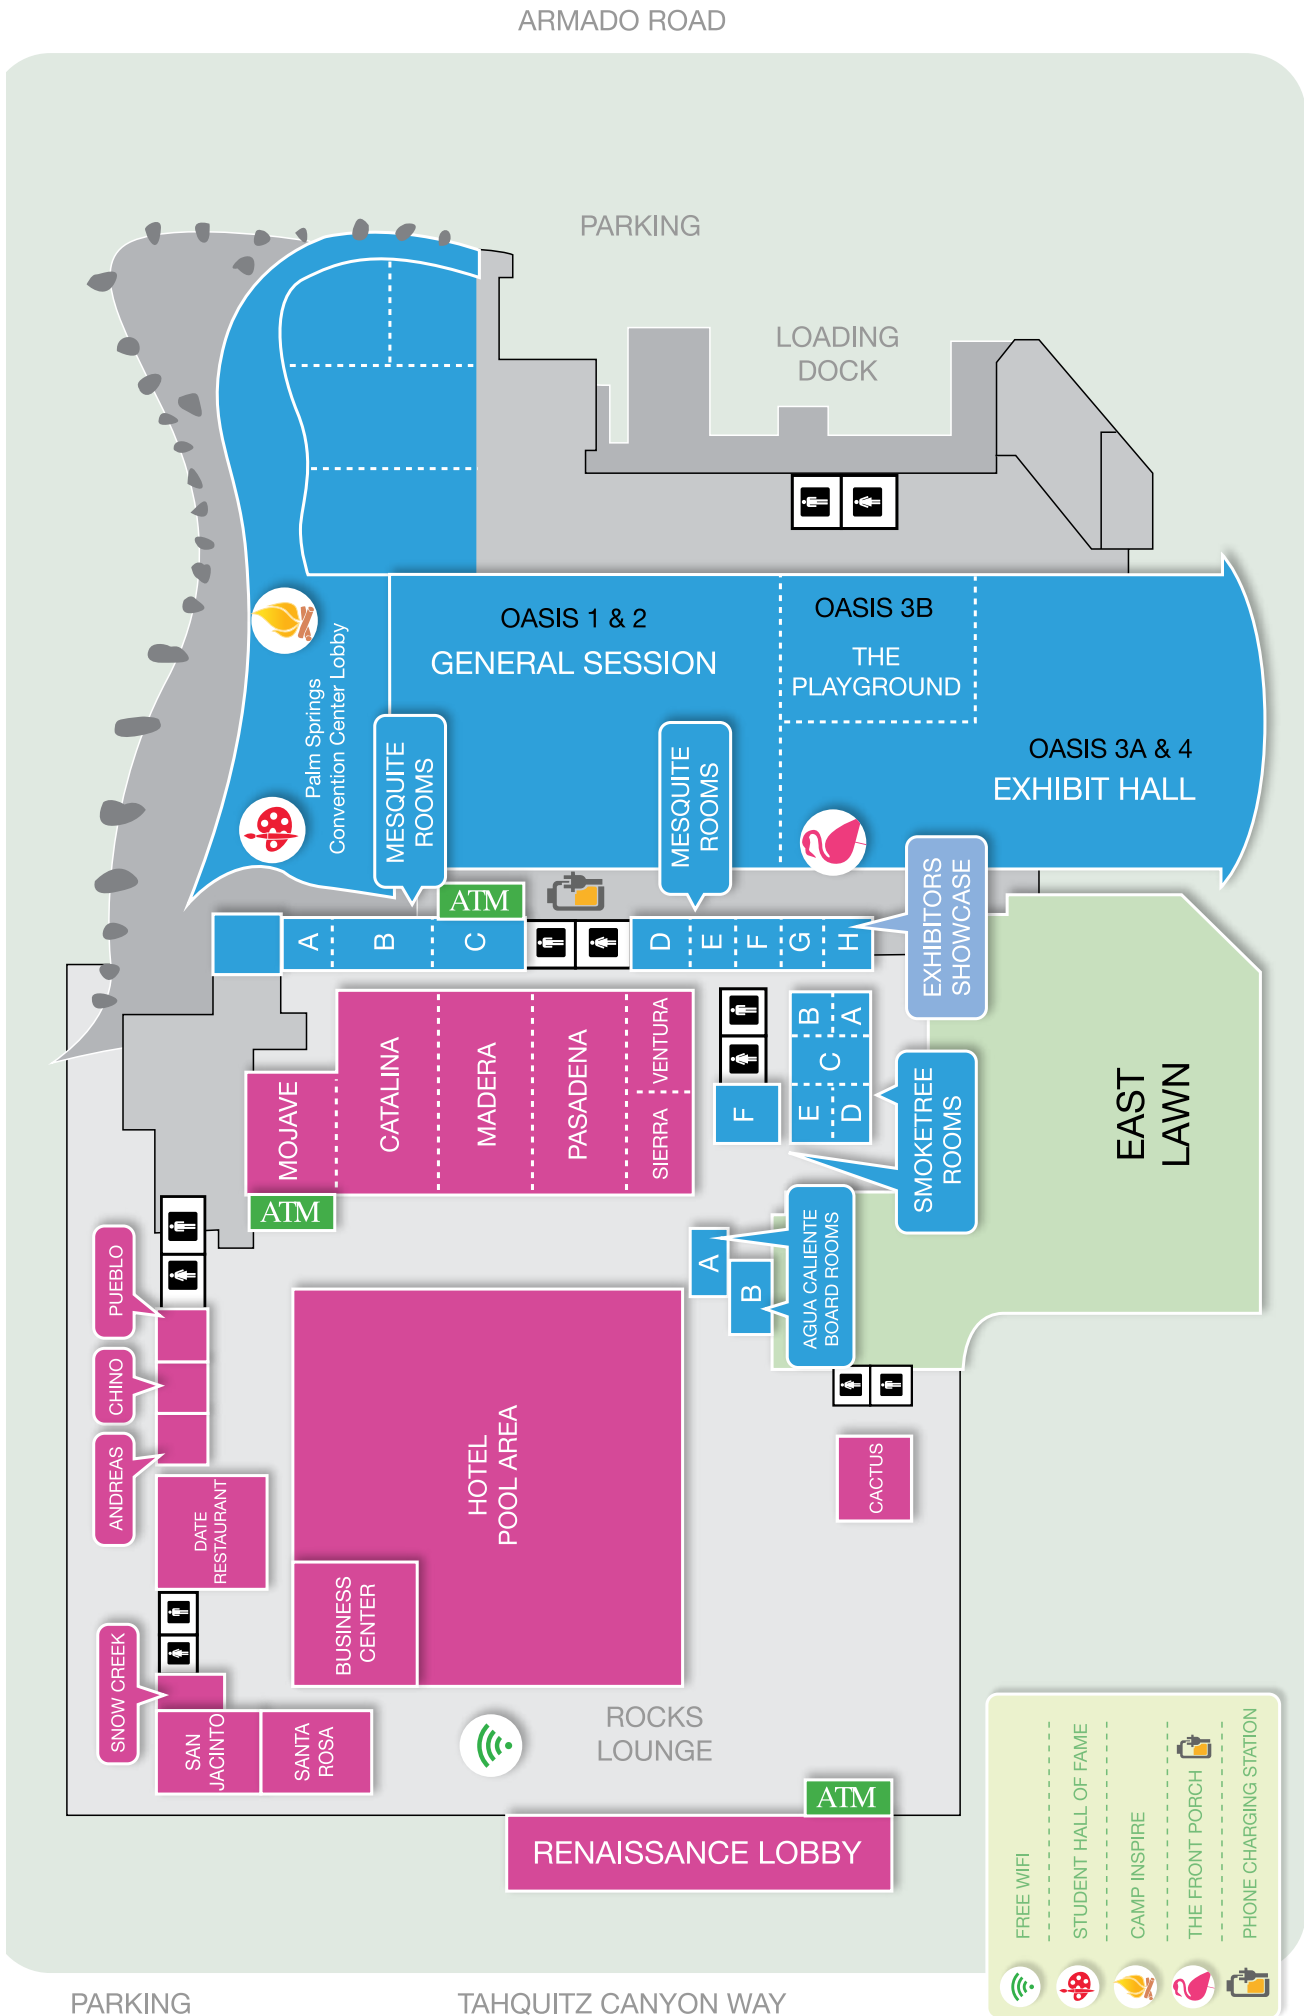 ARMADO ROAD
PARKING
LOADING
DOCK
OASIS 1 & 2
GENERAL SESSION
OASIS 3B
THE
PLAYGROUND
OASIS 3A & 4
EXHIBIT HALL
Palm Springs
Convention Center Lobby
MESQUITE
ROOMS
MESQUITE
ROOMS
EXHIBITORS
SHOWCASE
ATM
A
B
C
D
E
F
G
H
MOJAVE
CATALINA
MADERA
PASADENA
SIERRA
VENTURA
ATM
B
A
C
E
D
F
SMOKETREE
ROOMS
EAST
LAWN
A
B
AGUA CALIENTE
BOARD ROOMS
PUEBLO
CHINO
ANDREAS
DATE
RESTAURANT
HOTEL
POOL AREA
BUSINESS
CENTER
CACTUS
SNOW CREEK
SAN
JACINTO
SANTA
ROSA
ROCKS
LOUNGE
ATM
RENAISSANCE LOBBY
FREE WIFI
STUDENT HALL OF FAME
CAMP INSPIRE
THE FRONT PORCH
PHONE CHARGING STATION
PARKING
TAHQUITZ CANYON WAY